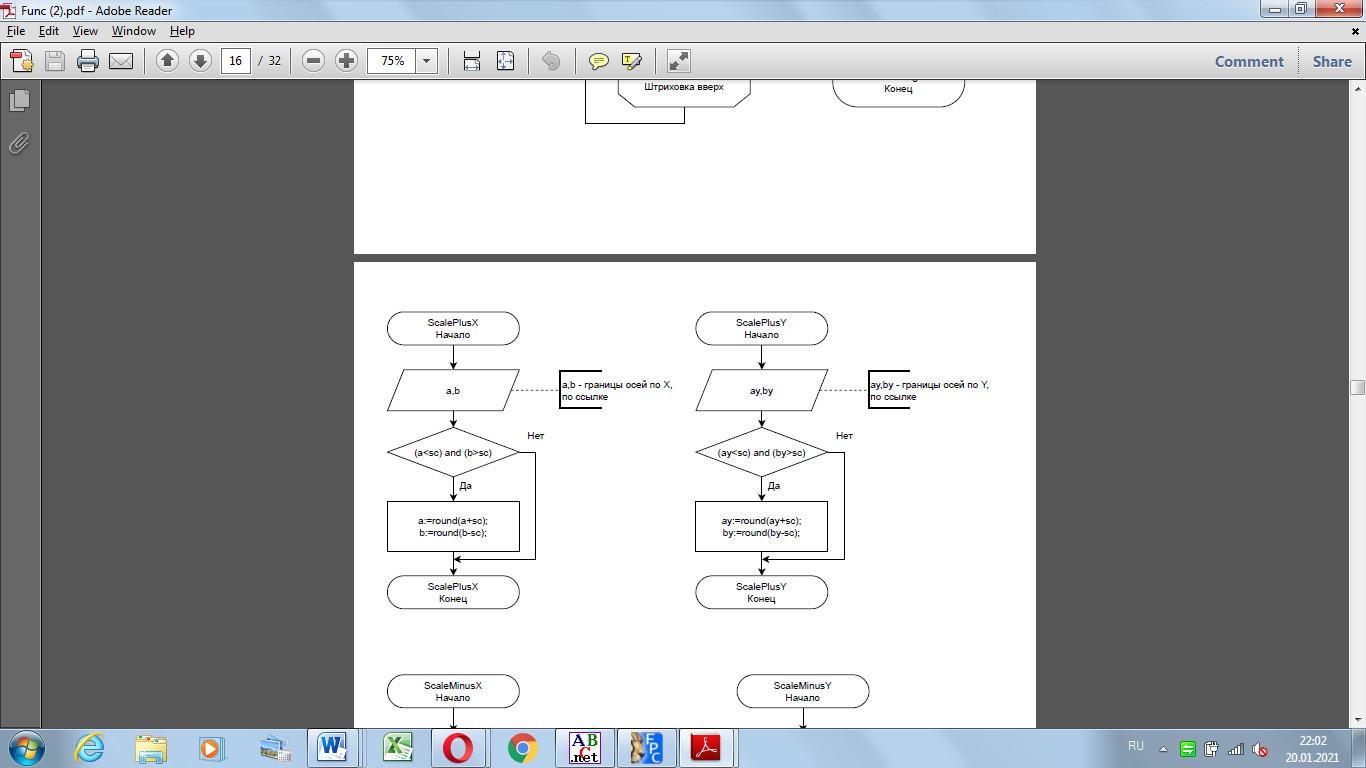 Func (2).pdf - Adobe Reader
File Edit View Window Help
16 / 32 75% Comment Share
Штриховка вверх
Конец
ScalePlusX
Начало
a,b
a,b - границы осей по X,
по ссылке
(a<sc) and (b>sc)
Нет
Да
a:=round(a+sc);
b:=round(b-sc);
ScalePlusX
Конец
ScalePlusY
Начало
ay,by
ay,by - границы осей по Y,
по ссылке
(ay<sc) and (by>sc)
Нет
Да
ay:=round(ay+sc);
by:=round(by-sc);
ScalePlusY
Конец
ScaleMinusX
Начало
ScaleMinusY
Начало
AB
C
.net
FPC
RU
22:02
20.01.2021